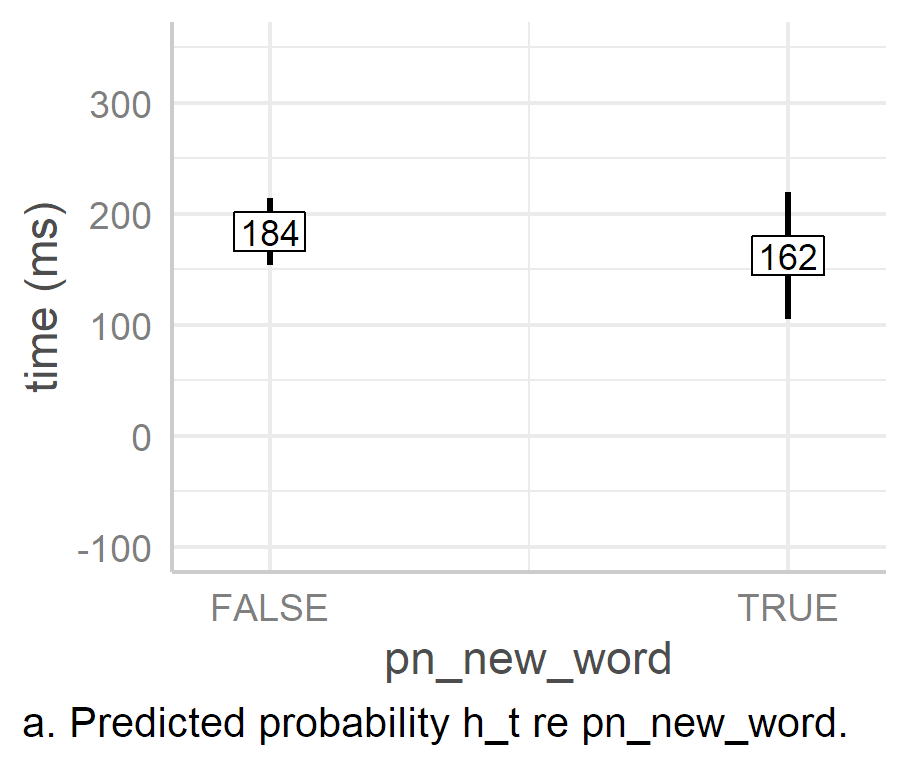 300
200
100
0
-100
time (ms)
184
162
FALSE TRUE
pn_new_word
a. Predicted probability h_t re pn_new_word.